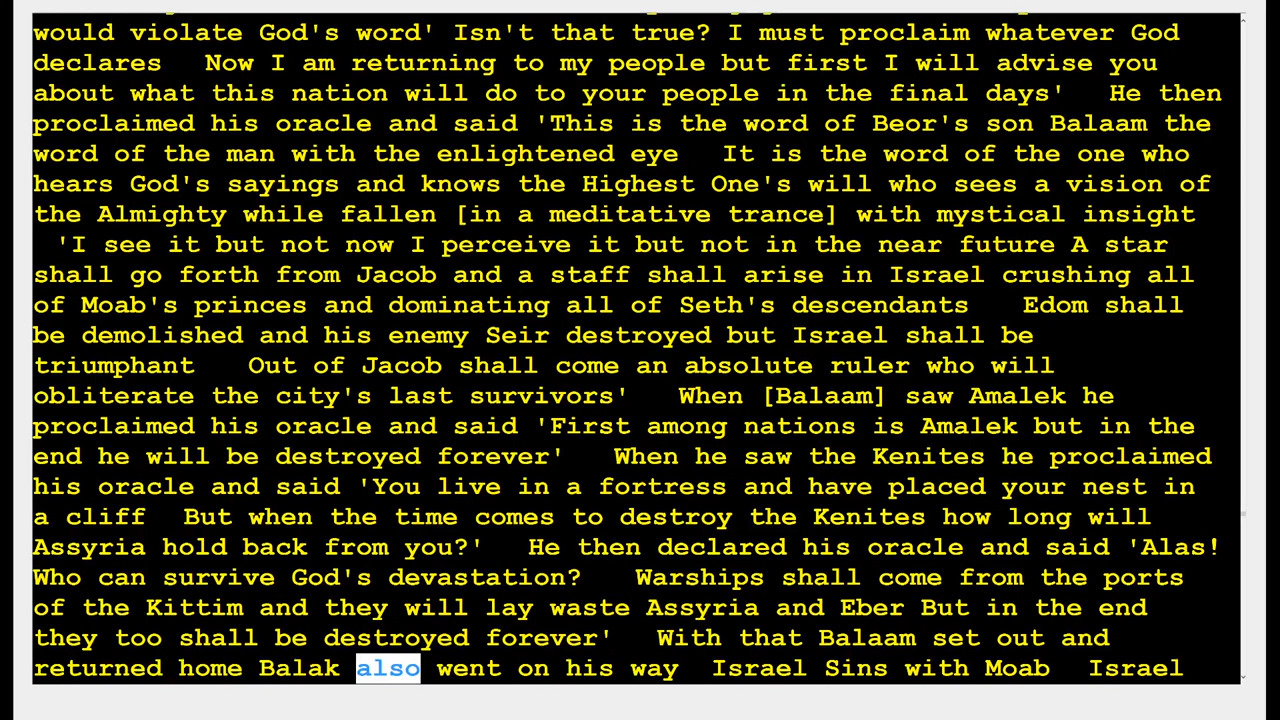 would violate God's word' Isn't that true? I must proclaim whatever God
declares Now I am returning to my people but first I will advise you
about what this nation will do to your people in the final days' He then
proclaimed his oracle and said 'This is the word of Beor's son Balaam the
word of the man with the enlightened eye It is the word of the one who
hears God's sayings and knows the Highest One's will who sees a vision of
the Almighty while fallen [in a meditative trance] with mystical insight
'I see it but not now I perceive it but not in the near future A star
shall go forth from Jacob and a staff shall arise in Israel crushing all
of Moab's princes and dominating all of Seth's descendants Edom shall
be demolished and his enemy Seir destroyed but Israel shall be
triumphant Out of Jacob shall come an absolute ruler who will
obliterate the city's last survivors' When [Balaam] saw Amalek he
proclaimed his oracle and said 'First among nations is Amalek but in the
end he will be destroyed forever' When he saw the Kenites he proclaimed
his oracle and said 'You live in a fortress and have placed your nest in
a cliff But when the time comes to destroy the Kenites how long will
Assyria hold back from you?' He then declared his oracle and said 'Alas!
Who can survive God's devastation? Warships shall come from the ports
of the Kittim and they will lay waste Assyria and Eber But in the end
they too shall be destroyed forever' With that Balaam set out and
returned home Balak also went on his way Israel Sins with Moab Israel